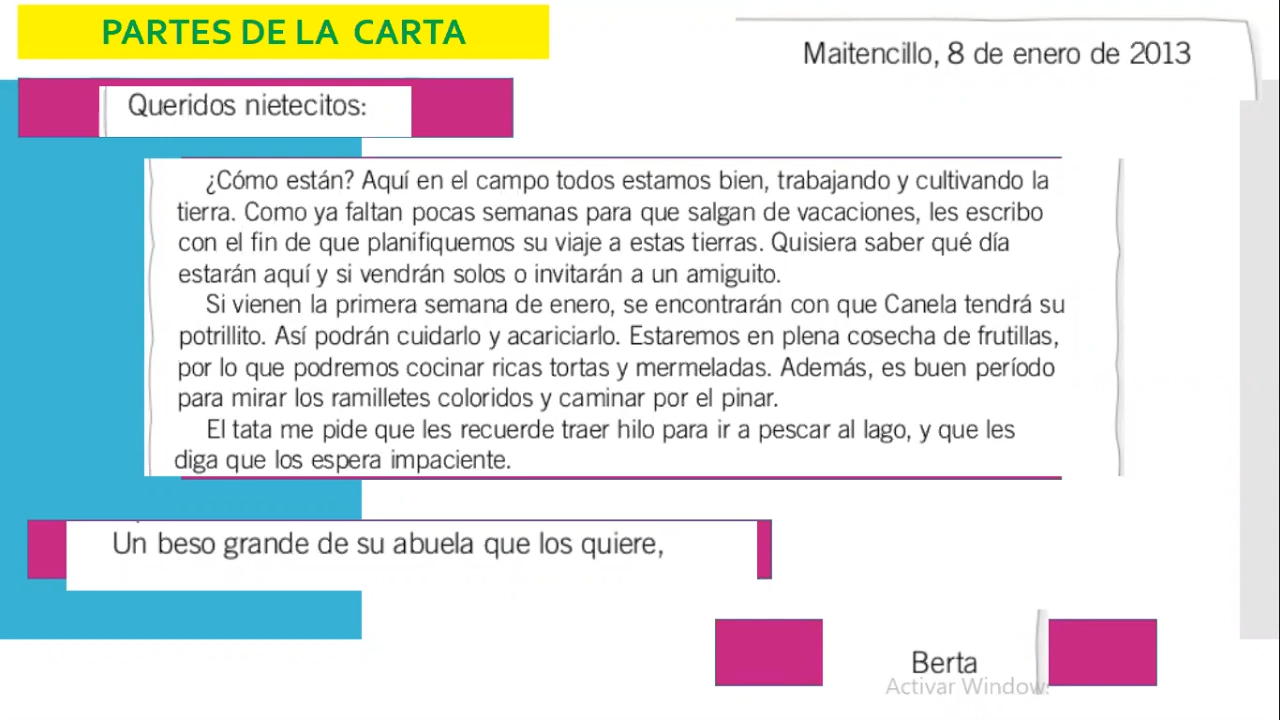 PARTES DE LA CARTA
Maitencillo, 8 de enero de 2013
Queridos nietecitos:
¿Cómo están? Aquí en el campo todos estamos bien, trabajando y cultivando la
tierra. Como ya faltan pocas semanas para que salgan de vacaciones, les escribo
con el fin de que planifiquemos su viaje a estas tierras. Quisiera saber qué día
estarán aquí y si vendrán solos o invitarán a un amiguito.
Si vienen la primera semana de enero, se encontrarán con que Canela tendrá su
potrillito. Así podrán cuidarlo y acariciarlo. Estaremos en plena cosecha de frutillas,
por lo que podremos cocinar ricas tortas y mermeladas. Además, es buen período
para mirar los ramilletes coloridos y caminar por el pinar.
El tata me pide que les recuerde traer hilo para ir a pescar al lago, y que les
diga que los espera impaciente.
Un beso grande de su abuela que los quiere,
Berta
Activar Windows